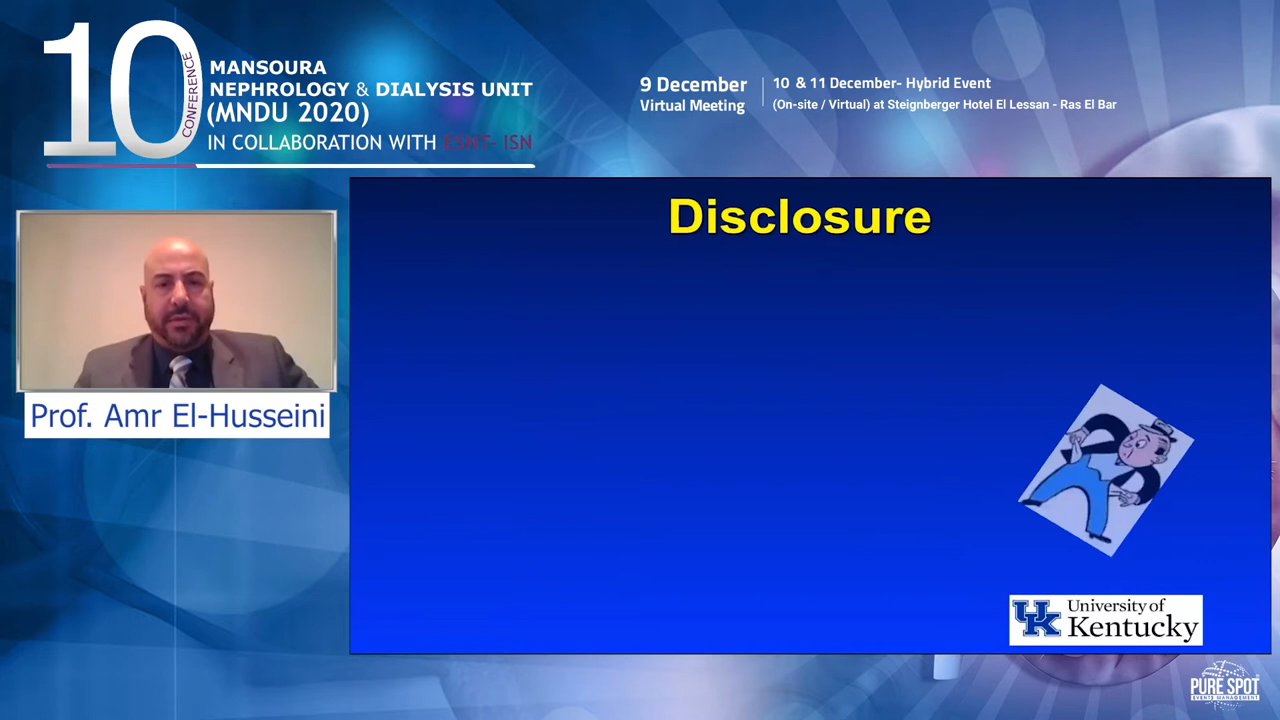 10
CONFERENCE
MANSOURA
NEPHROLOGY & DIALYSIS UNIT
(MNDU 2020)
IN COLLABORATION WITH ESNT- ISN
9 December
Virtual Meeting
10 & 11 December- Hybrid Event
(On-site / Virtual) at Steignberger Hotel El Lessan - Ras El Bar
Disclosure
Prof. Amr El-Husseini
UK
University of
Kentucky
PURE SPOT
EVENTS MANAGEMENT